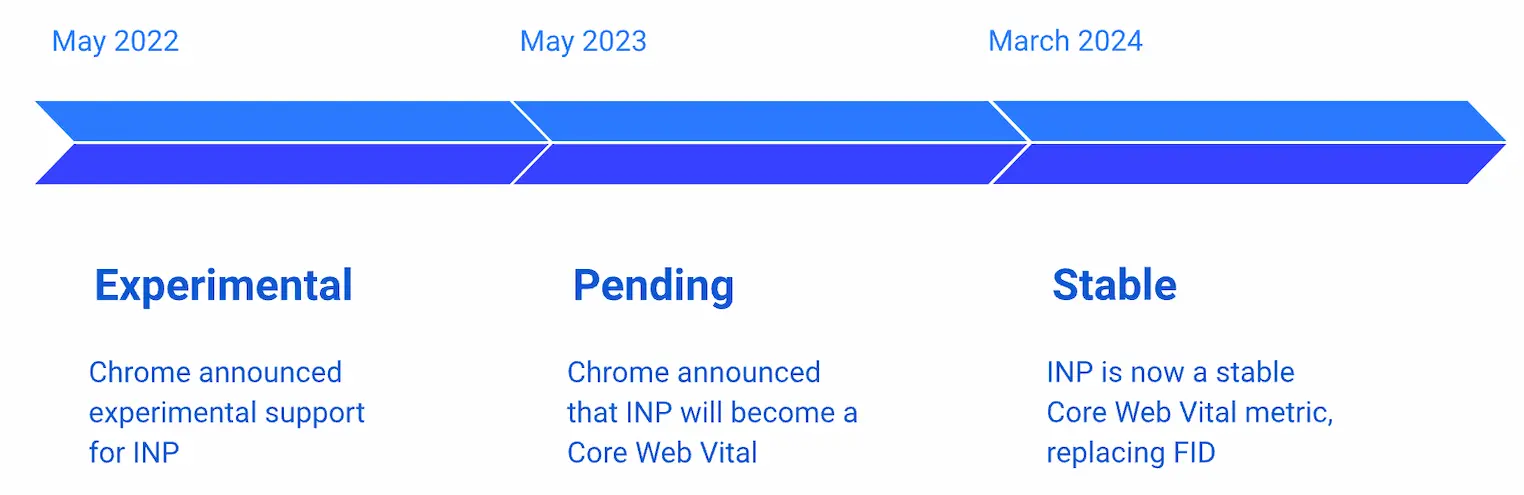 May 2022
May 2023
March 2024
Experimental
Pending
Stable
Chrome announced
experimental support
for INP
Chrome announced
that INP will become a
Core Web Vital
INP is now a stable
Core Web Vital metric,
replacing FID